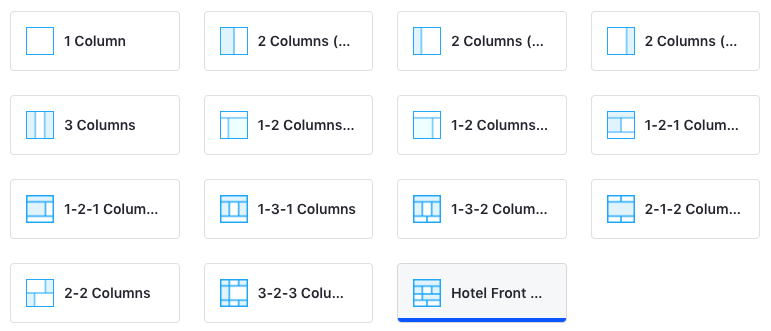 1 Column
2 Columns (...
2 Columns (...
2 Columns (...
3 Columns
1-2 Columns...
1-2 Columns...
1-2-1 Colum...
1-2-1 Colum...
1-3-1 Columns
1-3-2 Colum...
2-1-2 Colum...
2-2 Columns
3-2-3 Colu...
Hotel Front ...